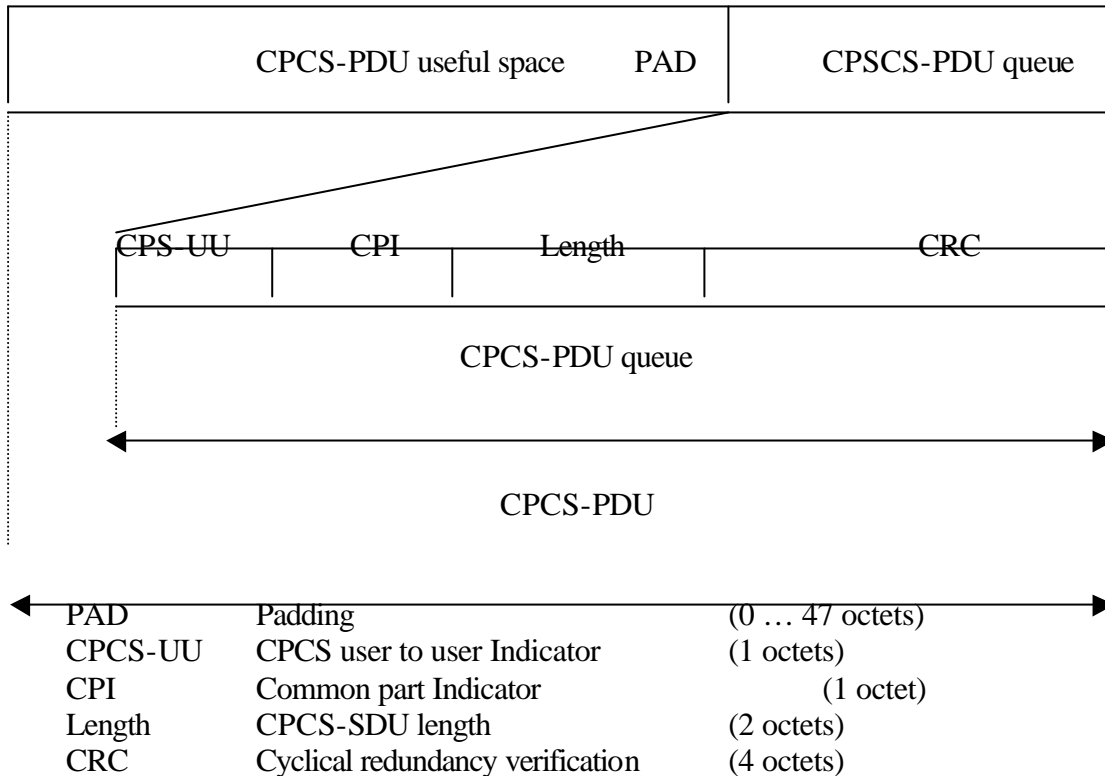 CPCS-PDU useful space PAD CPSCS-PDU queue
CPS-UU CPI Length CRC
CPCS-PDU queue
CPCS-PDU
PAD Padding (0 … 47 octets)
CPCS-UU CPCS user to user Indicator (1 octets)
CPI Common part Indicator (1 octet)
Length CPCS-SDU length (2 octets)
CRC Cyclical redundancy verification (4 octets)